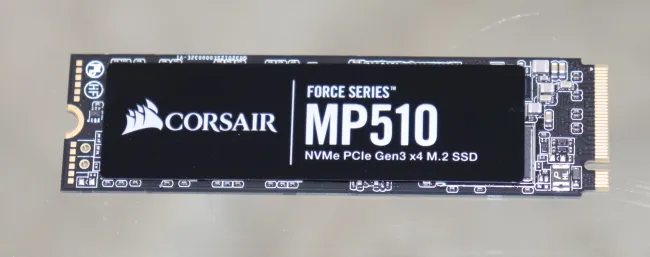 CORSAIR
FORCE SERIES™
MP510
NVMe PCIe Gen3 x4 M.2 SSD